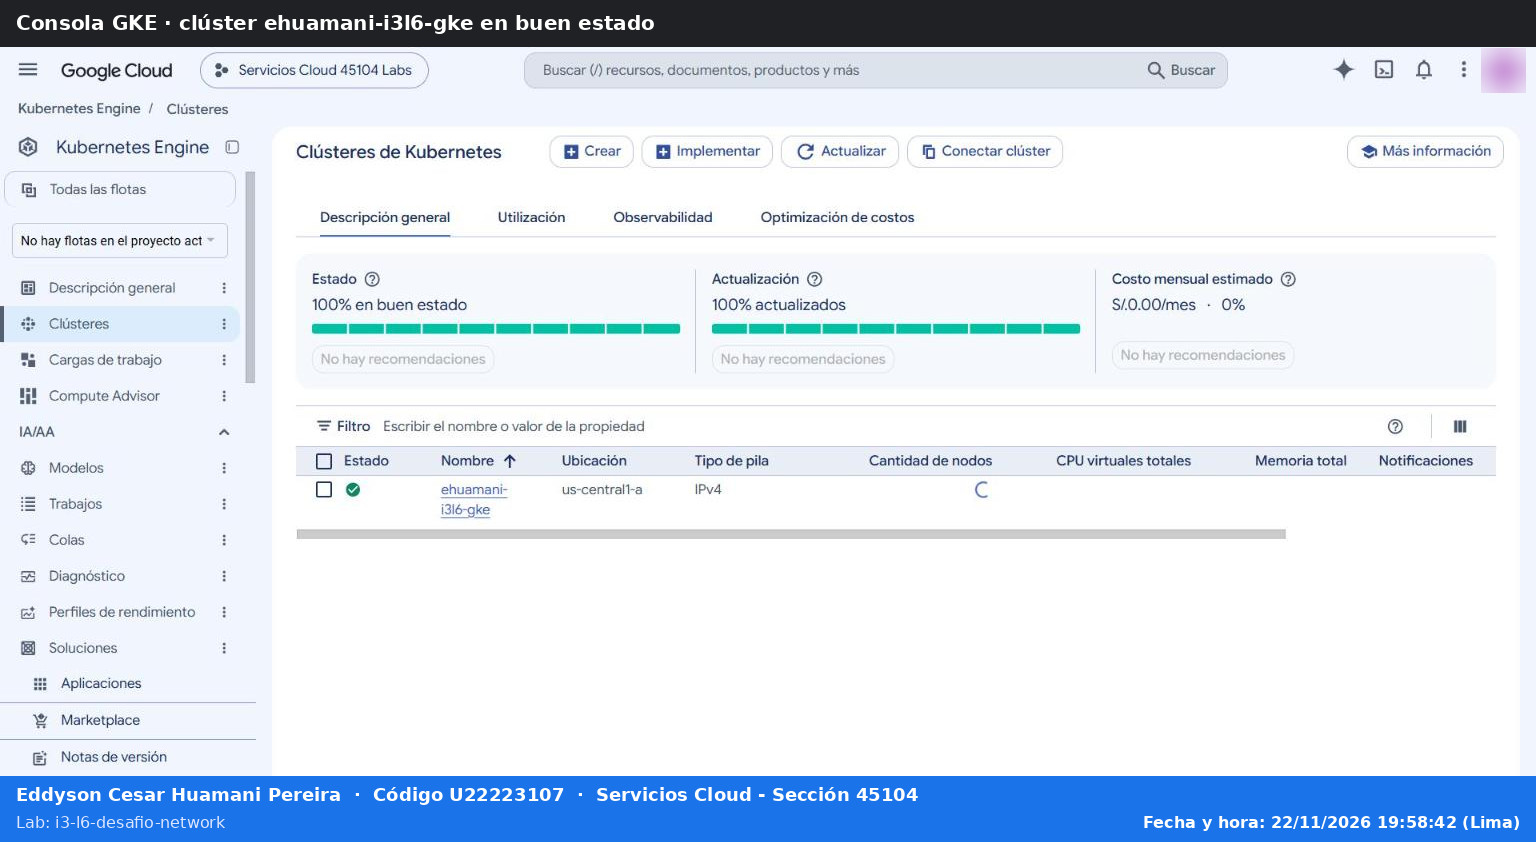 Consola GKE · clúster ehuamani-i3l6-gke en buen estado
Google Cloud
Servicios Cloud 45104 Labs
Buscar (/) recursos, documentos, productos y más
Buscar
Kubernetes Engine / Clústeres
Kubernetes Engine
Todas las flotas
No hay flotas en el proyecto act
Descripción general
Clústeres
Cargas de trabajo
Compute Advisor
IA/AA
Modelos
Trabajos
Colas
Diagnóstico
Perfiles de rendimiento
Soluciones
Aplicaciones
Marketplace
Notas de versión
Clústeres de Kubernetes
Crear
Implementar
Actualizar
Conectar clúster
Más información
Descripción general
Utilización
Observabilidad
Optimización de costos
Estado
100% en buen estado
No hay recomendaciones
Actualización
100% actualizados
No hay recomendaciones
Costo mensual estimado
S/.0.00/mes · 0%
No hay recomendaciones
Filtro Escribir el nombre o valor de la propiedad
Estado Nombre Ubicación Tipo de pila Cantidad de nodos CPU virtuales totales Memoria total Notificaciones
ehuamani-i3l6-gke us-central1-a IPv4
Eddyson Cesar Huamani Pereira · Código U22223107 · Servicios Cloud - Sección 45104
Lab: i3-l6-desafio-network
Fecha y hora: 22/11/2026 19:58:42 (Lima)